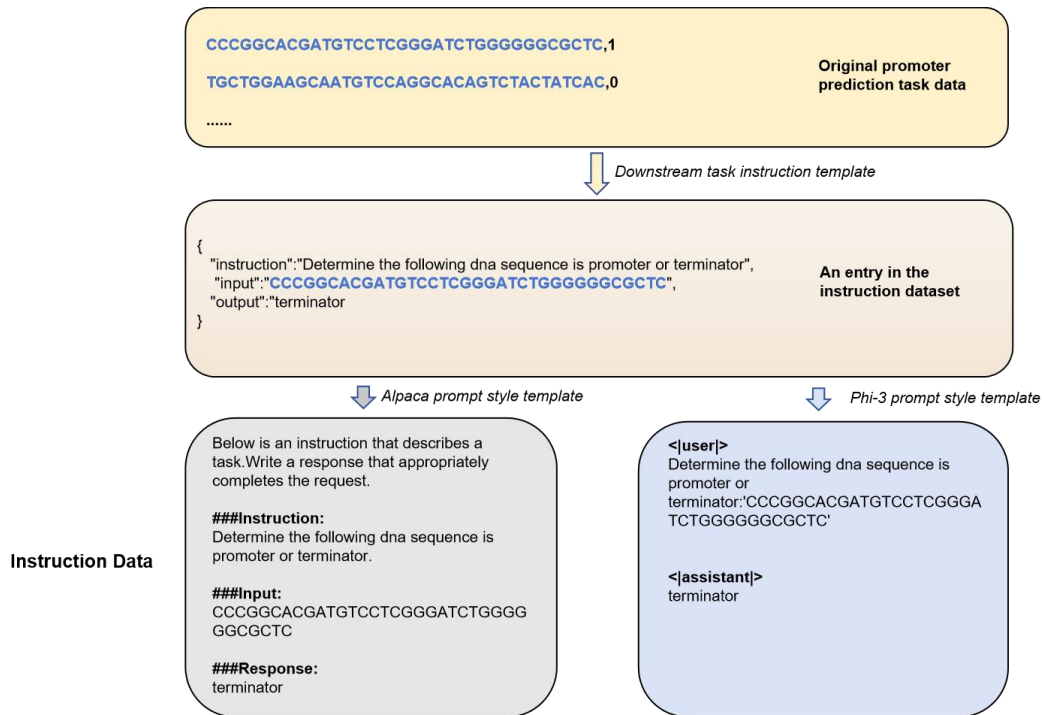 CCCGGCACGATGTCCTCGGGATCTGGGGGGCGCTC,1
TGCTGGAAGCAATGTCCAGGCACAGTCTACTATCAC,0
......
Original promoter
prediction task data
Downstream task instruction template
{
"instruction":"Determine the following dna sequence is promoter or terminator",
"input":"CCCGGCACGATGTCCTCGGGATCTGGGGGGCGCTC",
"output":"terminator
}
An entry in the
instruction dataset
Alpaca prompt style template
Phi-3 prompt style template
Instruction Data
Below is an instruction that describes a
task.Write a response that appropriately
completes the request.
###Instruction:
Determine the following dna sequence is
promoter or terminator.
###Input:
CCCGGCACGATGTCCTCGGGATCTGGGG
GGCGCTC
###Response:
terminator
<|user|>
Determine the following dna sequence is
promoter or
terminator:'CCCGGCACGATGTCCTCGGGA
TCTGGGGGGCGCTC'
<|assistant|>
terminator